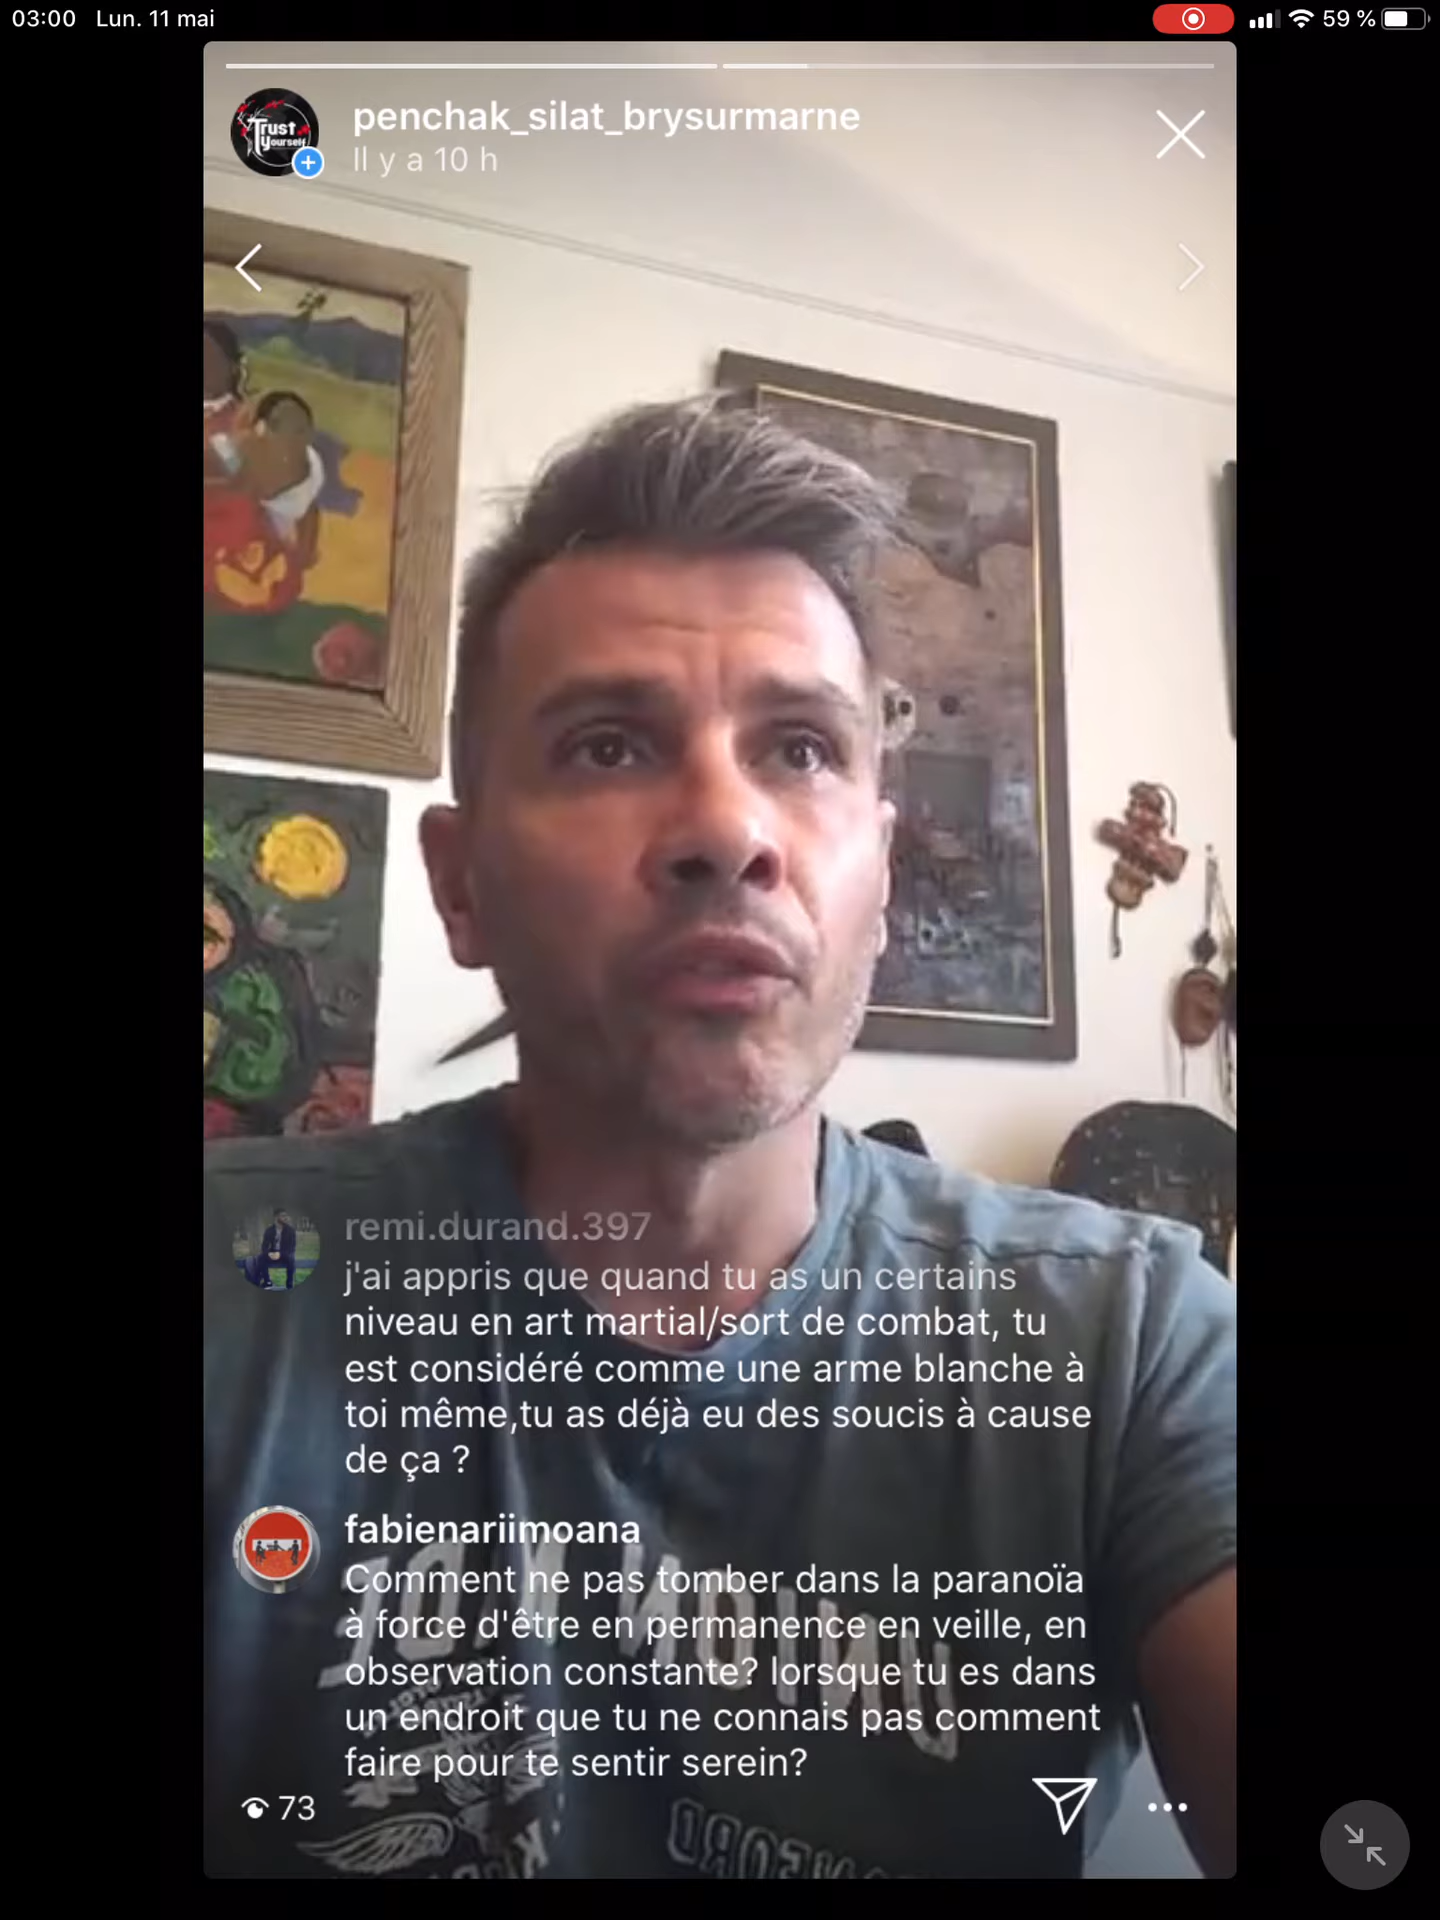 03:00 Lun. 11 mai
59 %
Trust
Yourself
penchak_silat_brysurmarne
Il y a 10 h
remi.durand.397
j'ai appris que quand tu as un certains
niveau en art martial/sort de combat, tu
est considéré comme une arme blanche à
toi même,tu as déjà eu des soucis à cause
de ça ?
fabienariimoana
Comment ne pas tomber dans la paranoïa
à force d'être en permanence en veille, en
observation constante? lorsque tu es dans
un endroit que tu ne connais pas comment
faire pour te sentir serein?
73